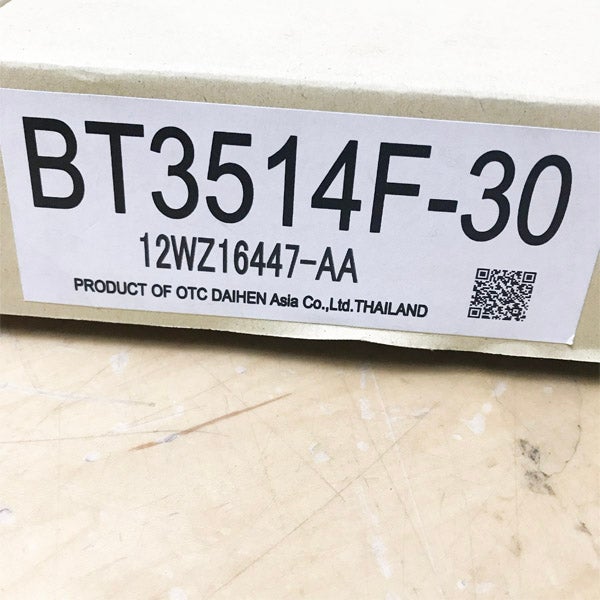 BT3514F-30
12WZ16447-AA
PRODUCT OF OTC DAIHEN Asia Co.,Ltd.THAILAND